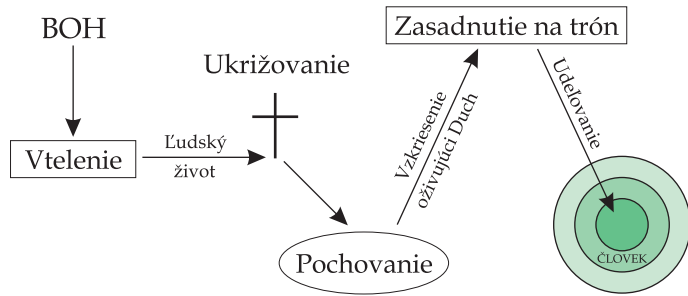 BOH
Vtelenie
Ľudský
život
Ukrižovanie
Pochovanie
Vzkriesenie
oživujúci Duch
Zasadnutie na trón
Udeľovanie
ČLOVEK